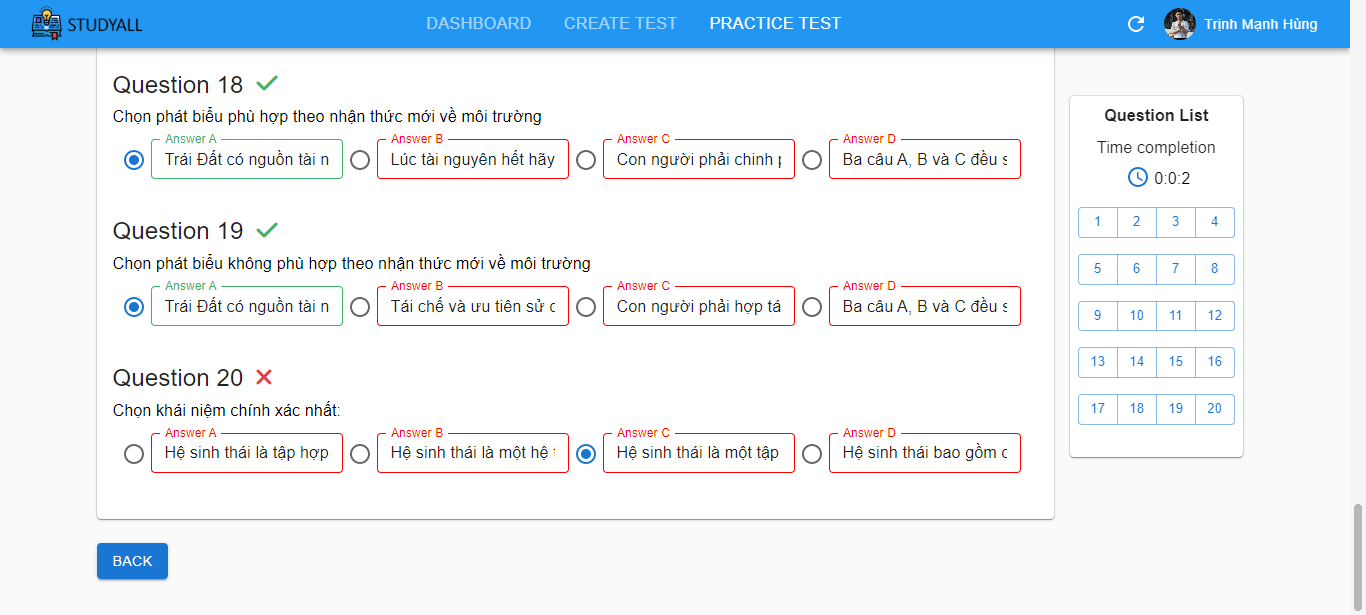 STUDYALL
DASHBOARD CREATE TEST PRACTICE TEST
Trịnh Mạnh Hùng
Question 18
Chọn phát biểu phù hợp theo nhận thức mới về môi trường
Answer A Answer B Answer C Answer D
Trái Đất có nguồn tài n Lúc tài nguyên hết hãy Con người phải chinh Ba câu A, B và C đều s
Question 19
Chọn phát biểu không phù hợp theo nhận thức mới về môi trường
Answer A Answer B Answer C Answer D
Trái Đất có nguồn tài n Tái chế và ưu tiên sử Con người phải hợp tá Ba câu A, B và C đều s
Question 20
Chọn khái niệm chính xác nhất:
Answer A Answer B Answer C Answer D
Hệ sinh thái là tập hợp Hệ sinh thái là một hệ Hệ sinh thái là một tập Hệ sinh thái bao gồm
BACK
Question List
Time completion
0:0:2
1 2 3 4
5 6 7 8
9 10 11 12
13 14 15 16
17 18 19 20